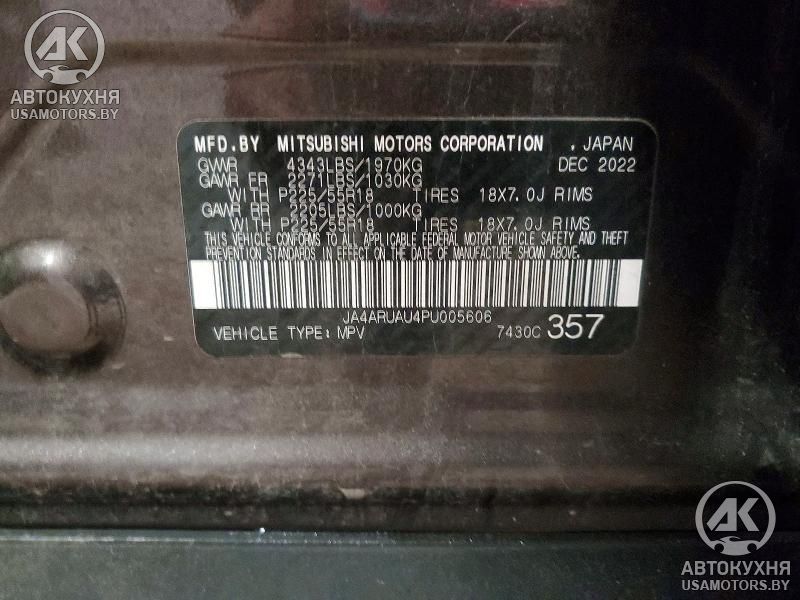 AK
АВТОКУХНЯ
USAMOTORS.BY
MFD.BY MITSUBISHI MOTORS CORPORATION . JAPAN
GVWR 4343LBS/1970KG DEC 2022
GAWR FR 2271LBS/1030KG
WITH P225/55R18 TIRES 18X7.0J RIMS
GAWR RR 2205LBS/1000KG
WITH P225/55R18 TIRES 18X7.0J RIMS
THIS VEHICLE CONFORMS TO ALL APPLICABLE FEDERAL MOTOR VEHICLE SAFETY AND THEFT
PREVENTION STANDARDS IN EFFECT ON THE DATE OF MANUFACTURE SHOWN ABOVE.
JA4ARUAU4PU005606
VEHICLE TYPE: MPV 7430C 357
AK
АВТОКУХНЯ
USAMOTORS.BY